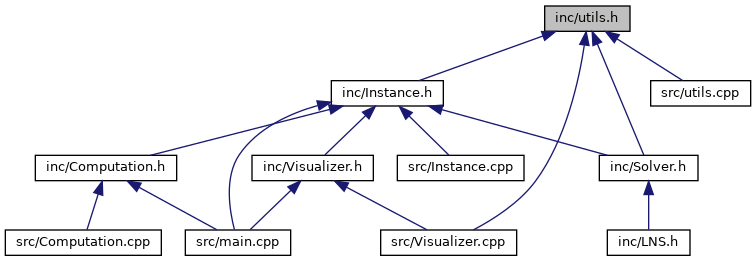 inc/utils.h
inc/Instance.h
src/utils.cpp
inc/Computation.h
inc/Visualizer.h
src/Instance.cpp
inc/Solver.h
src/Computation.cpp
src/main.cpp
src/Visualizer.cpp
inc/LNS.h